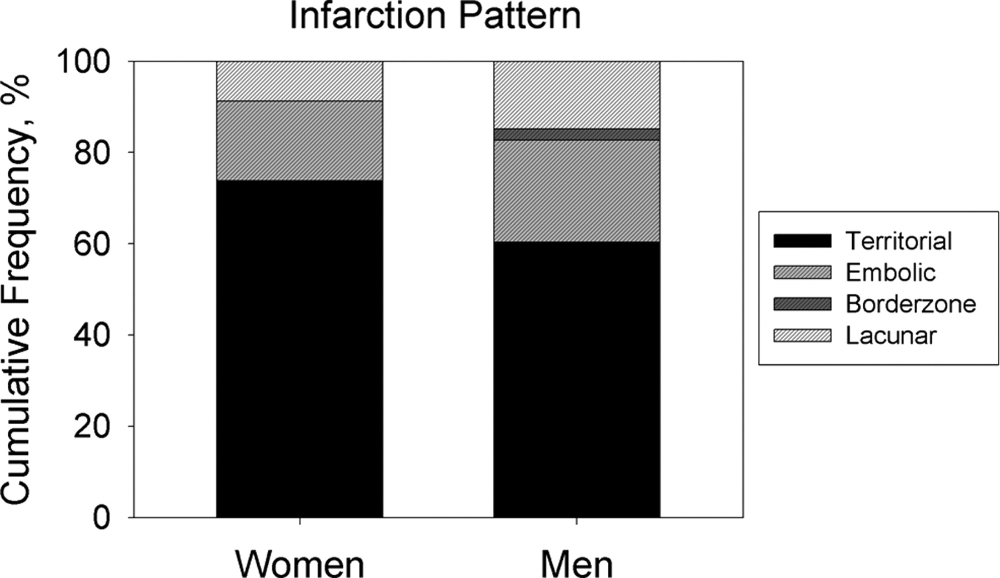 Infarction Pattern
Cumulative Frequency, %
100
80
60
40
20
0
Women
Men
Territorial
Embolic
Borderzone
Lacunar